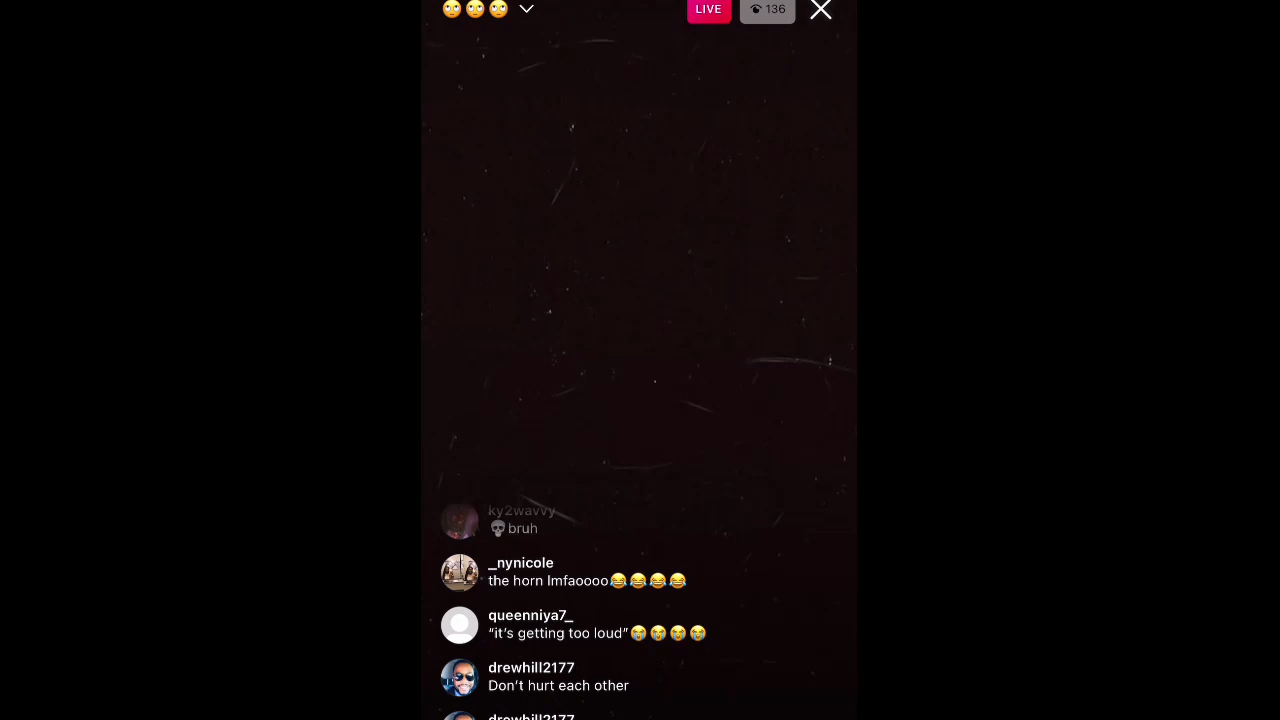 🙄🙄🙄
LIVE
136
ky2wavvy
💀bruh
_nynicole
the horn lmfaoooo😂😂😂😂
queenniya7_
“it’s getting too loud”😭😭😭😭
drewhill2177
Don’t hurt each other
drewhill2177